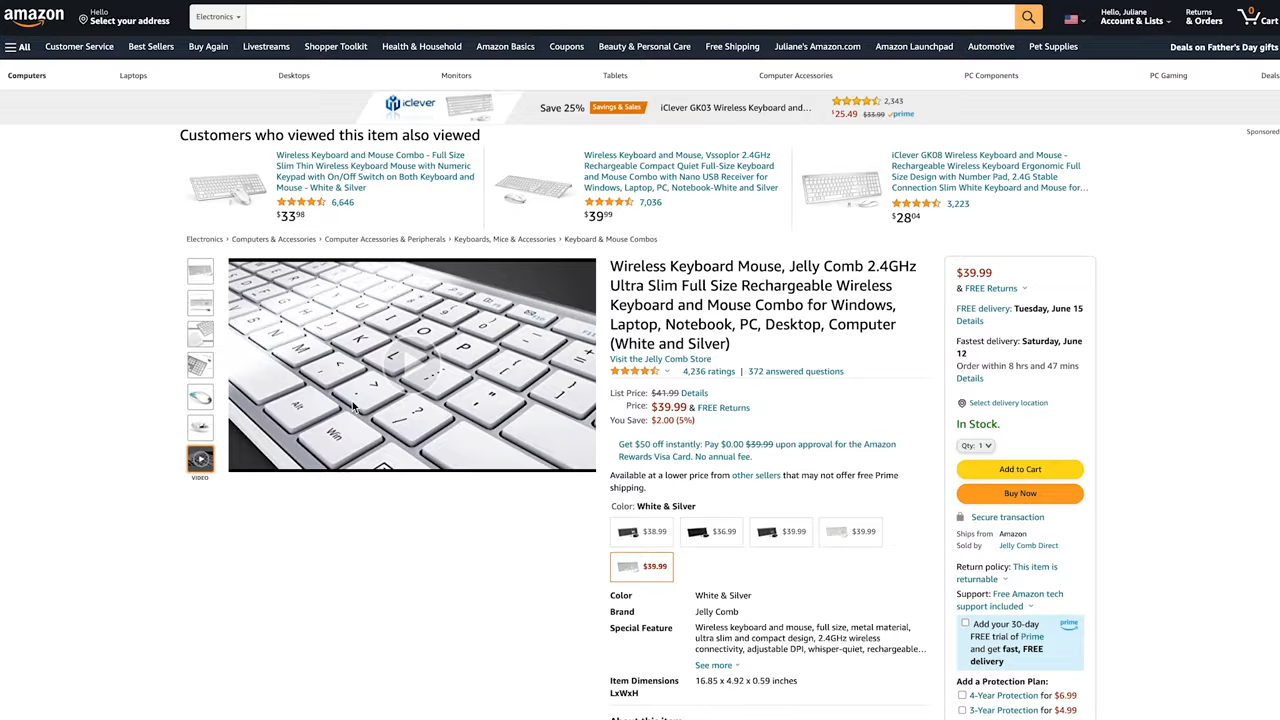 amazon
Hello
Select your address
Electronics
Hello, Juliane
Account & Lists
Returns
& Orders
0
Cart
All
Customer Service
Best Sellers
Buy Again
Livestreams
Shopper Toolkit
Health & Household
Amazon Basics
Coupons
Beauty & Personal Care
Free Shipping
Juliane's Amazon.com
Amazon Launchpad
Automotive
Pet Supplies
Deals on Father's Day gifts
Computers
Laptops
Desktops
Monitors
Tablets
Computer Accessories
PC Components
PC Gaming
Deals
iclever
Save 25%
Savings & Sales
iClever GK03 Wireless Keyboard and...
2,343
$25.49 $33.99 prime
Customers who viewed this item also viewed
Sponsored
Wireless Keyboard and Mouse Combo - Full Size
Slim Thin Wireless Keyboard Mouse with Numeric
Keypad with On/Off Switch on Both Keyboard and
Mouse - White & Silver
6,646
$3398
Wireless Keyboard and Mouse, Vssoplor 2.4GHz
Rechargeable Compact Quiet Full-Size Keyboard
and Mouse Combo with Nano USB Receiver for
Windows, Laptop, PC, Notebook-White and Silver
7,036
$3999
iClever GK08 Wireless Keyboard and Mouse -
Rechargeable Wireless Keyboard Ergonomic Full
Size Design with Number Pad, 2.4G Stable
Connection Slim White Keyboard and Mouse for...
3,223
$2804
Electronics › Computers & Accessories › Computer Accessories & Peripherals › Keyboards, Mice & Accessories › Keyboard & Mouse Combos
VIDEO
Alt
Win
Wireless Keyboard Mouse, Jelly Comb 2.4GHz
Ultra Slim Full Size Rechargeable Wireless
Keyboard and Mouse Combo for Windows,
Laptop, Notebook, PC, Desktop, Computer
(White and Silver)
Visit the Jelly Comb Store
4,236 ratings | 372 answered questions
List Price: $41.99 Details
Price: $39.99 & FREE Returns
You Save: $2.00 (5%)
Get $50 off instantly: Pay $0.00 $39.99 upon approval for the Amazon
Rewards Visa Card. No annual fee.
Available at a lower price from other sellers that may not offer free Prime
shipping.
Color: White & Silver
$38.99
$36.99
$39.99
$39.99
$39.99
Color White & Silver
Brand Jelly Comb
Special Feature Wireless keyboard and mouse, full size, metal material,
ultra slim and compact design, 2.4GHz wireless
connectivity, adjustable DPI, whisper-quiet, rechargeable...
See more
Item Dimensions 16.85 x 4.92 x 0.59 inches
LxWxH
About this item
$39.99
& FREE Returns
FREE delivery: Tuesday, June 15
Details
Fastest delivery: Saturday, June
12
Order within 8 hrs and 47 mins
Details
Select delivery location
In Stock.
Qty: 1
Add to Cart
Buy Now
Secure transaction
Ships from Amazon
Sold by Jelly Comb Direct
Return policy: This item is
returnable
Support: Free Amazon tech
support included
Add your 30-day
FREE trial of Prime
and get fast, FREE
delivery
prime
Add a Protection Plan:
4-Year Protection for $6.99
3-Year Protection for $4.99